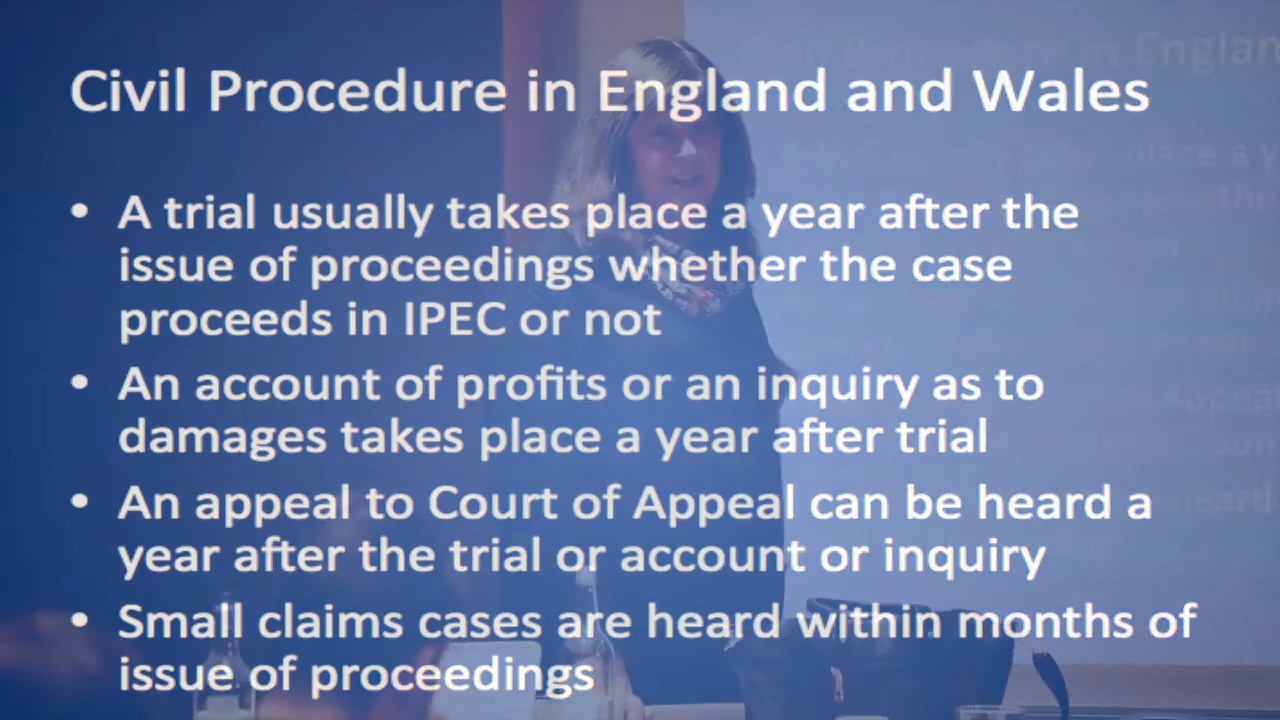 Civil Procedure in England and Wales
• A trial usually takes place a year after the
issue of proceedings whether the case
proceeds in IPEC or not
• An account of profits or an inquiry as to
damages takes place a year after trial
• An appeal to Court of Appeal can be heard a
year after the trial or account or inquiry
• Small claims cases are heard within months of
issue of proceedings